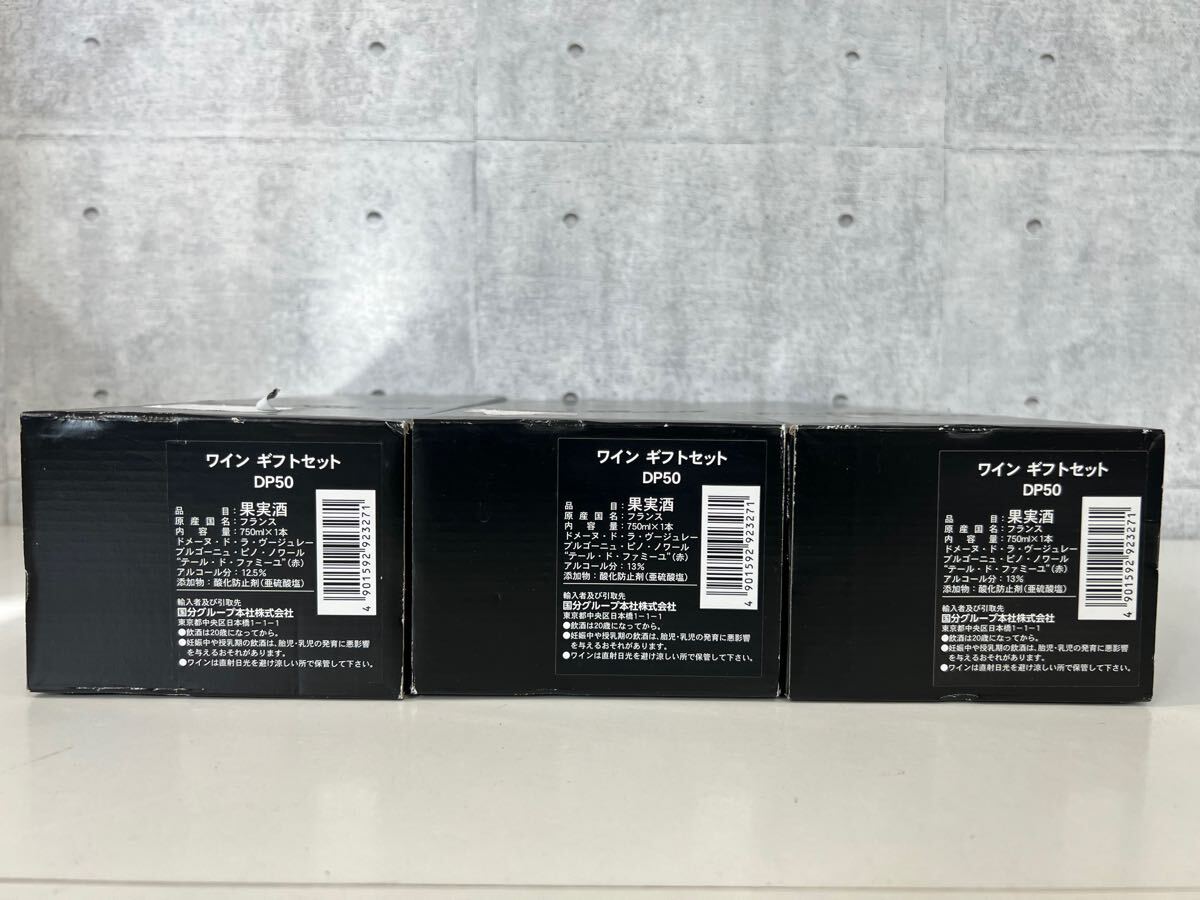 ワイン ギフトセット
DP50
品目：果実酒
原産国名：フランス
内容量：750ml×1本
ドメーヌ・ド・ラ・ヴージュレー
ブルゴーニュ・ピノ・ノワール
“テール・ド・ファミーユ”(赤)
アルコール分：12.5％
添加物：酸化防止剤(亜硫酸塩)
輸入者及び引取先
国分グループ本社株式会社
東京都中央区日本橋1－1－1
●飲酒は20歳になってから。
●妊娠中や授乳期の飲酒は、胎児・乳児の発育に悪影響
を与えるおそれがあります。
●ワインは直射日光を避け涼しい所で保管して下さい。
4 901592 923271
ワイン ギフトセット
DP50
品目：果実酒
原産国名：フランス
内容量：750ml×1本
ドメーヌ・ド・ラ・ヴージュレー
ブルゴーニュ・ピノ・ノワール
“テール・ド・ファミーユ”(赤)
アルコール分：13％
添加物：酸化防止剤(亜硫酸塩)
輸入者及び引取先
国分グループ本社株式会社
東京都中央区日本橋1－1－1
●飲酒は20歳になってから。
●妊娠中や授乳期の飲酒は、胎児・乳児の発育に悪影響
を与えるおそれがあります。
●ワインは直射日光を避け涼しい所で保管して下さい。
4 901592 923271
ワイン ギフトセット
DP50
品目：果実酒
原産国名：フランス
内容量：750ml×1本
ドメーヌ・ド・ラ・ヴージュレー
ブルゴーニュ・ピノ・ノワール
“テール・ド・ファミーユ”(赤)
アルコール分：13％
添加物：酸化防止剤(亜硫酸塩)
輸入者及び引取先
国分グループ本社株式会社
東京都中央区日本橋1－1－1
●飲酒は20歳になってから。
●妊娠中や授乳期の飲酒は、胎児・乳児の発育に悪影響
を与えるおそれがあります。
●ワインは直射日光を避け涼しい所で保管して下さい。
4 901592 923271